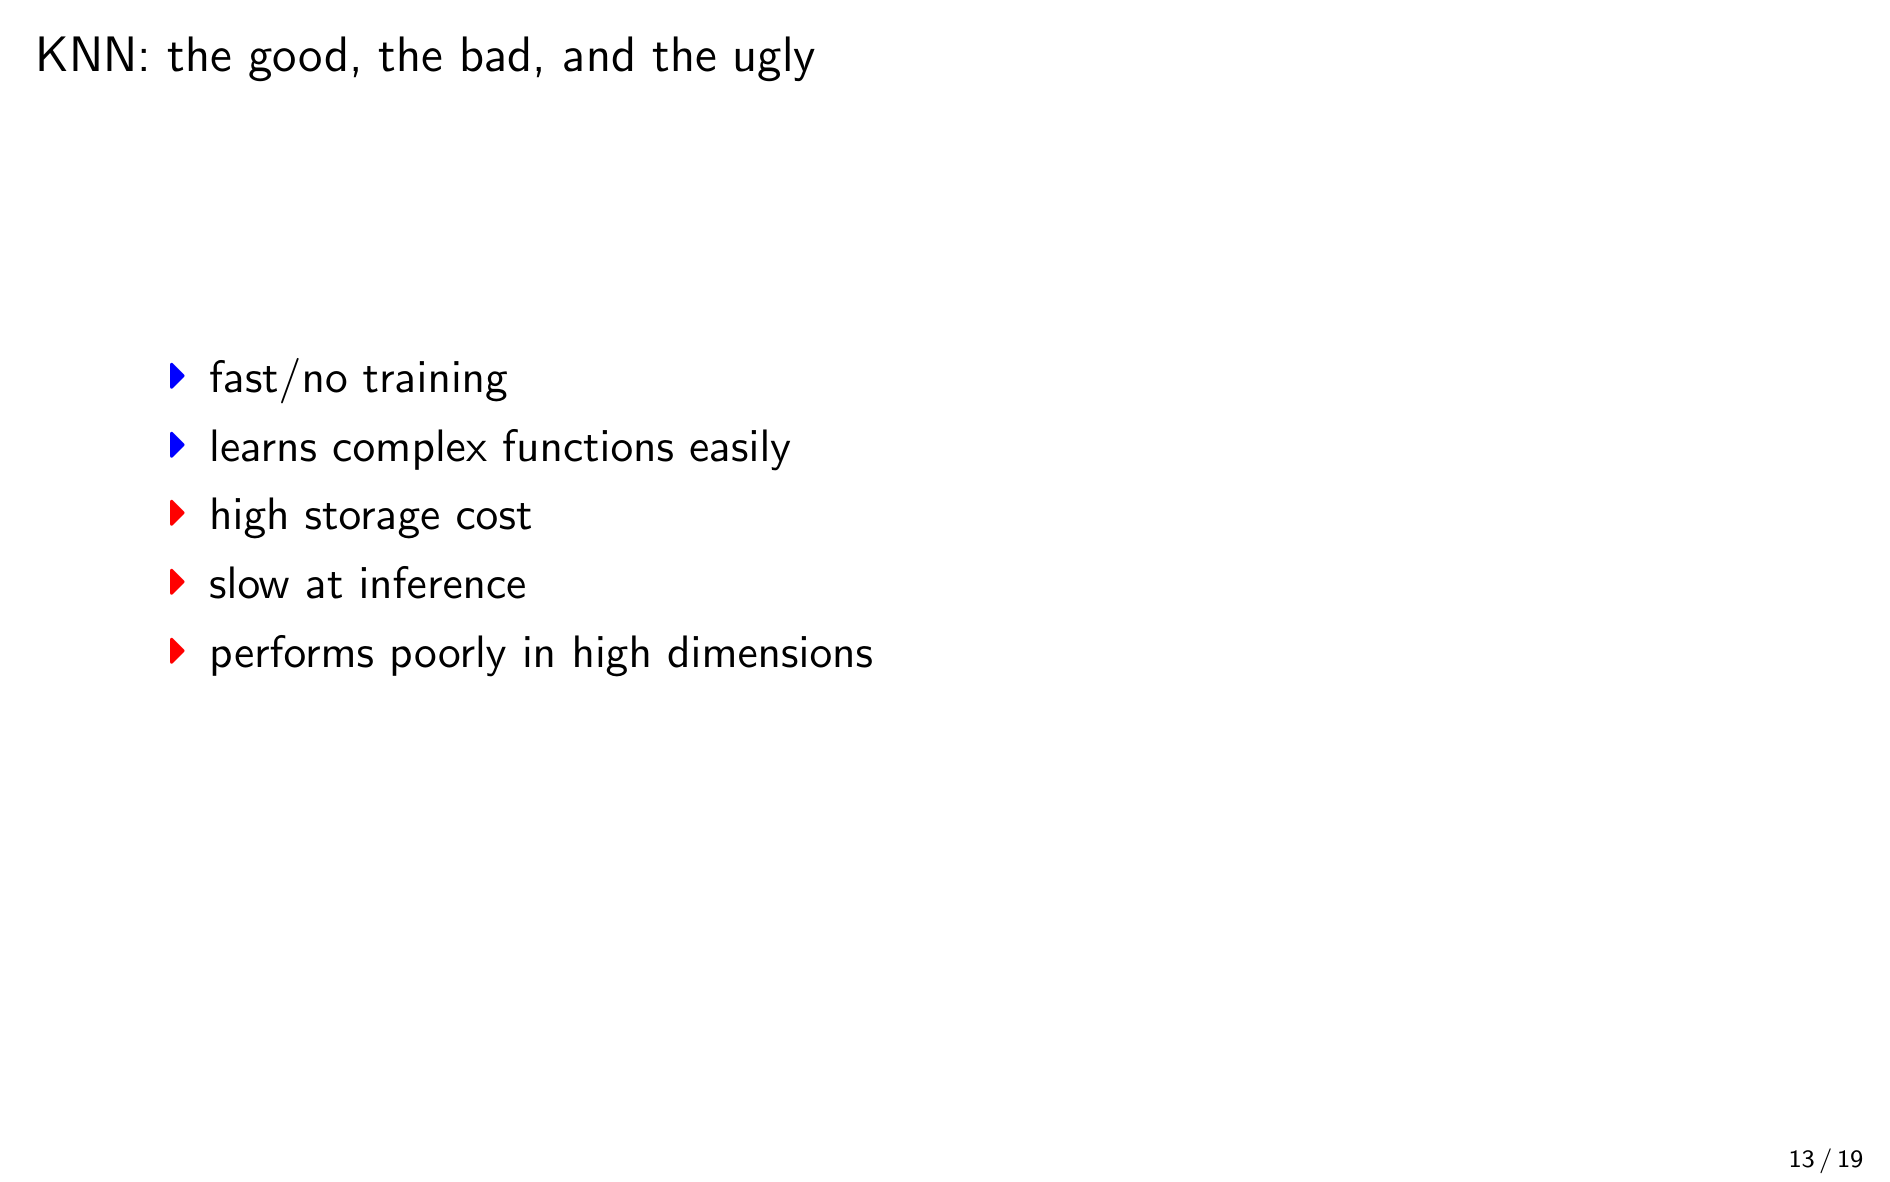 KNN: the good, the bad, and the ugly
fast/no training
learns complex functions easily
high storage cost
slow at inference
performs poorly in high dimensions
13 / 19